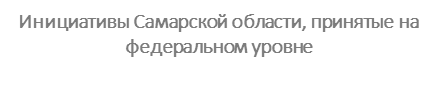 Инициативы Самарской области, принятые на
федеральном уровне